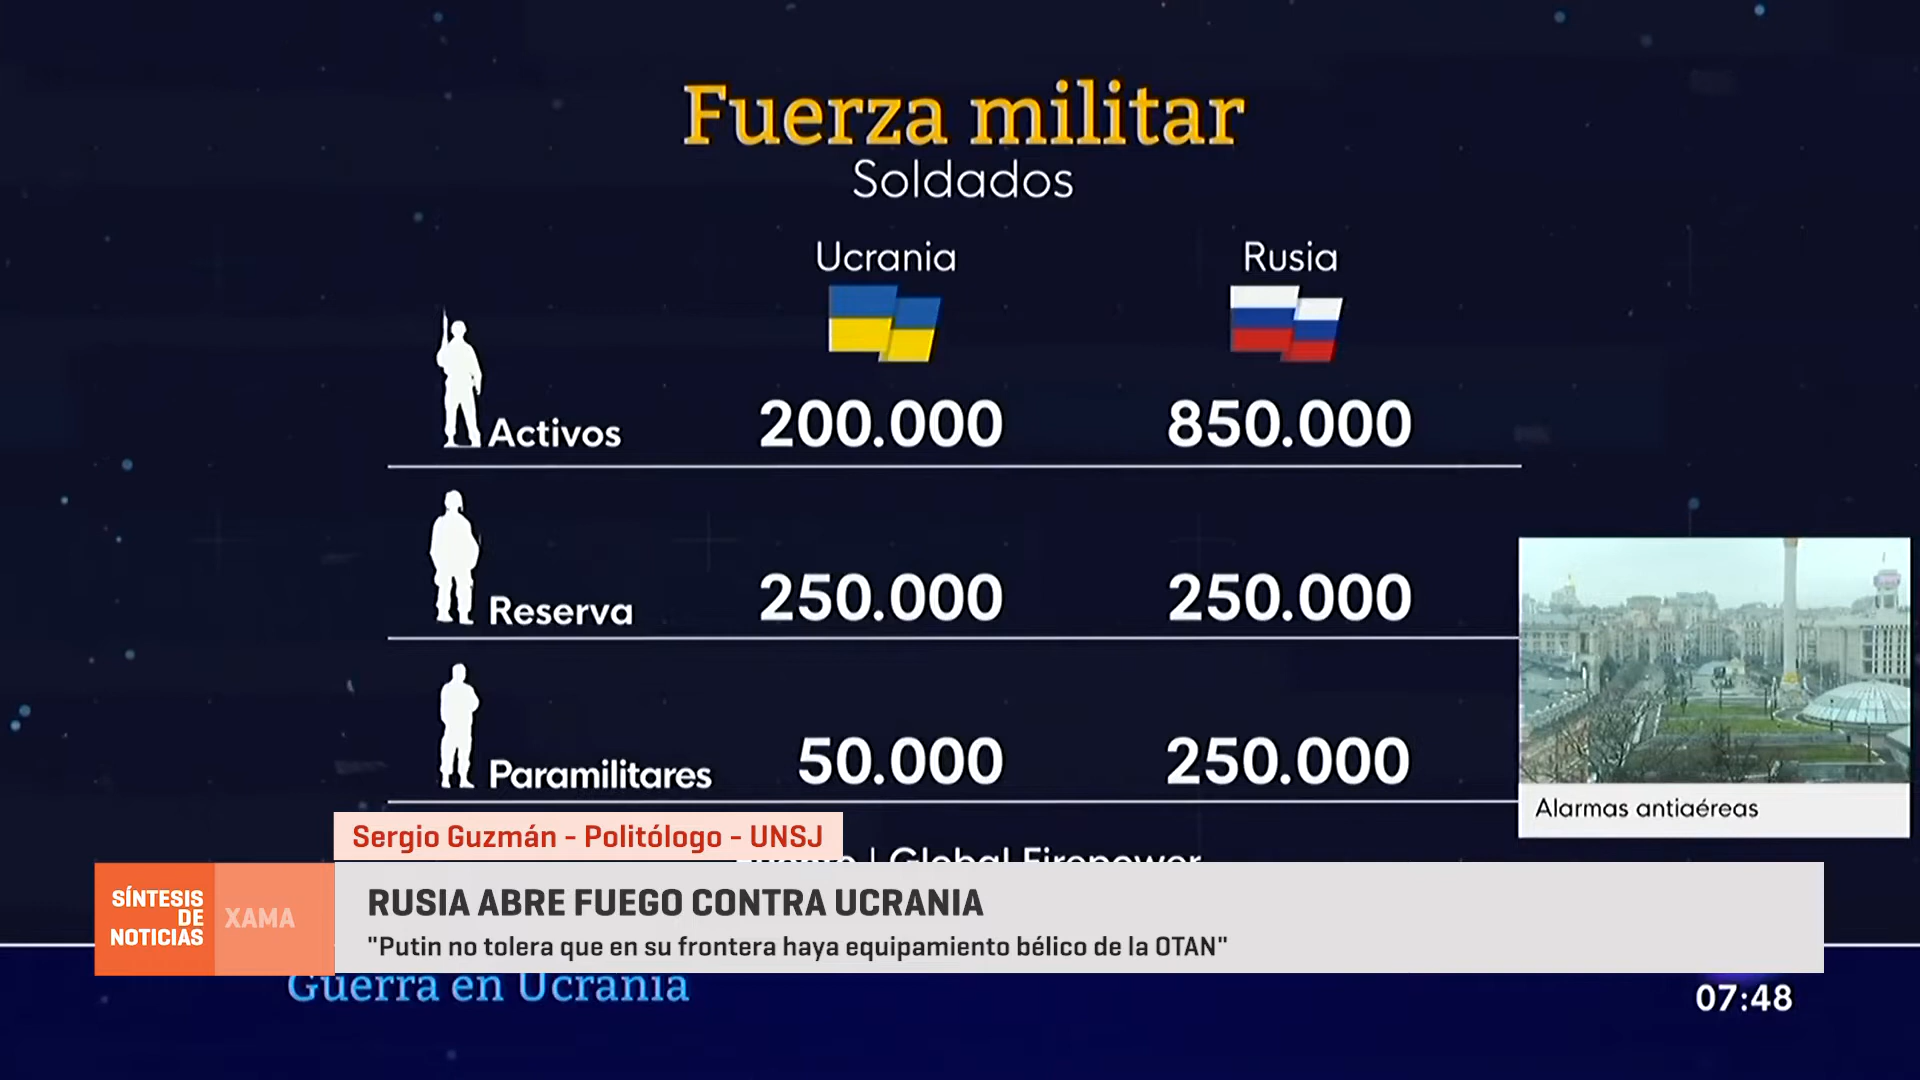 Fuerza militar
Soldados
Ucrania Rusia
Activos 200.000 850.000
Reserva 250.000 250.000
Paramilitares 50.000 250.000
Alarmas antiaéreas
Sergio Guzmán - Politólogo - UNSJ
| Global Firepower
SÍNTESIS
DE
NOTICIAS
XAMA
RUSIA ABRE FUEGO CONTRA UCRANIA
"Putin no tolera que en su frontera haya equipamiento bélico de la OTAN"
Guerra en Ucrania
07:48